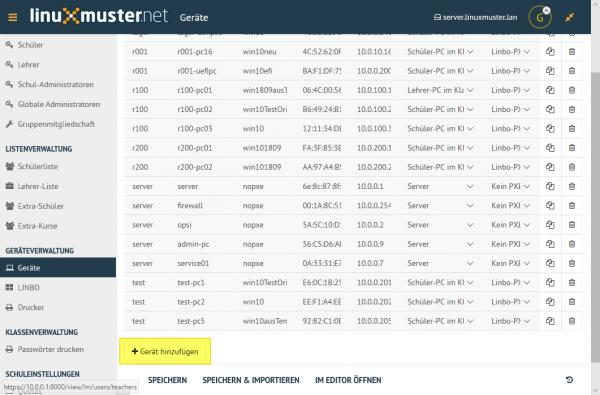 linuxmuster.net
Geräte
server.linuxmuster.lan
G
Schüler
Lehrer
Schul-Administratoren
Globale Administratoren
Gruppenmitgliedschaft
LISTENVERWALTUNG
Schülerliste
Lehrer-Liste
Extra-Schüler
Extra-Kurse
GERÄTEVERWALTUNG
Geräte
LINBO
Drucker
KLASSENVERWALTUNG
Passwörter drucken
SCHULEINSTELLUNGEN
https://10.0.0.1:8000/view/lm/users/teachers
r001 r001-pc16 win10neu 4C:52:62:0F 10.0.10.16 Schüler-PC im Kl Linbo-PX
r001 r001-uefipc win10efi BA:F1:DF:75 10.0.0.200 Schüler-PC im Kl Linbo-PX
r100 r100-pc01 win1809aus1 06:4C:00:56 10.0.100.1 Lehrer-PC im Kla Linbo-PX
r100 r100-pc02 win10TestOri B6:49:24:B1 10.0.100.2 Schüler-PC im Kl Linbo-PX
r100 r100-pc03 win10 12:11:34:DE 10.0.100.3 Schüler-PC im Kl Linbo-PX
r200 r200-pc01 win101809 FA:3F:85:3E 10.0.200.1 Schüler-PC im Kl Linbo-PX
r200 r200-pc02 win101809 AA:97:A4:B5 10.0.200.2 Schüler-PC im Kl Linbo-PX
server server nopxe 6e:8c:87:8f: 10.0.0.1 Server Kein PXE
server firewall nopxe 00:1A:8C:51 10.0.0.254 Server Kein PXE
server opsi nopxe 5A:5C:10:D1 10.0.0.2 Server Kein PXE
server admin-pc nopxe 56:C5:D6:AE 10.0.0.9 Server Kein PXE
server service01 nopxe 0A:33:31:E7 10.0.0.7 Server Kein PXE
test test-pc1 win10TestOri E6:0C:1B:25 10.0.0.201 Schüler-PC im Kl Linbo-PX
test test-pc2 win10 EE:F1:A4:EE 10.0.0.202 Schüler-PC im Kl Linbo-PX
test test-pc5 win10ausTen 92:82:C1:0E 10.0.0.205 Schüler-PC im Kl Linbo-PX
Gerät hinzufügen
SPEICHERN SPEICHERN & IMPORTIEREN IM EDITOR ÖFFNEN